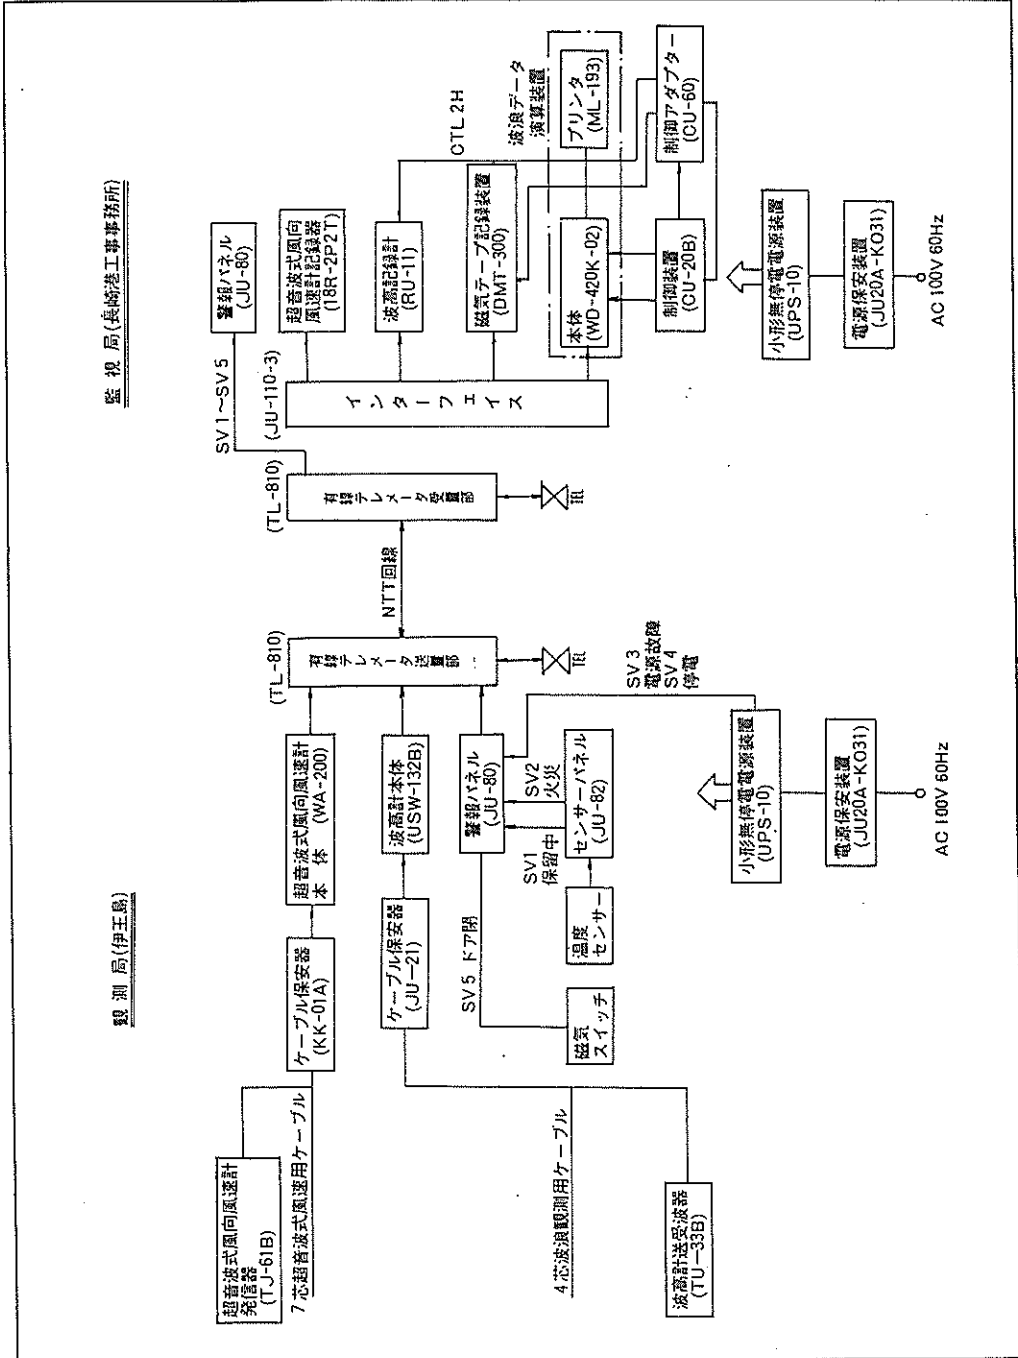 観測局(伊王島)
超音波式風向風速計
発信器
(TJ-61B)
7芯超音波式風速用ケーブル
ケーブル保安器
(KK-01A)
超音波式風向風速計
本体 (WA-200)
4芯波浪観測用ケーブル
波高計送受波器
(TU-33B)
ケーブル保安器
(JU-21)
波高計本体
(USW-132B)
SV5 ドア閉
磁気
スイッチ
温度
センサー
警報パネル
(JU-80)
SV1
保留中
SV2
火災
センサーパネル
(JU-82)
SV3
電源故障
SV4
停電
小形無停電電源装置
(UPS-10)
電源保安装置
(JU20A-KO31)
AC 100V 60Hz
(TL-810)
有線テレメータ送量部
TEL
NTT回線
監視局(長崎港工事事務所)
(TL-810)
有線テレメータ受量部
TEL
SV1～SV5
警報パネル
(JU-80)
(JU-110-3)
インターフェイス
超音波式風向
風速計記録器
(18R-2P2T)
波高記録計
(RU-11)
CTL 2H
磁気テープ記録装置
(DMT-300)
波浪データ
演算装置
本体
(WD-420K-02)
プリンタ
(ML-193)
制御装置
(CU-20B)
制御アダプター
(CU-60)
小形無停電電源装置
(UPS-10)
電源保安装置
(JU20A-KO31)
AC 100V 60Hz